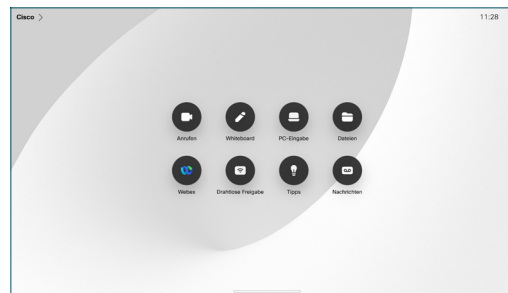 Cisco
11:28
Anrufen
Whiteboard
PC-Eingabe
Dateien
Webex
Drahtlose Freigabe
Tipps
Nachrichten